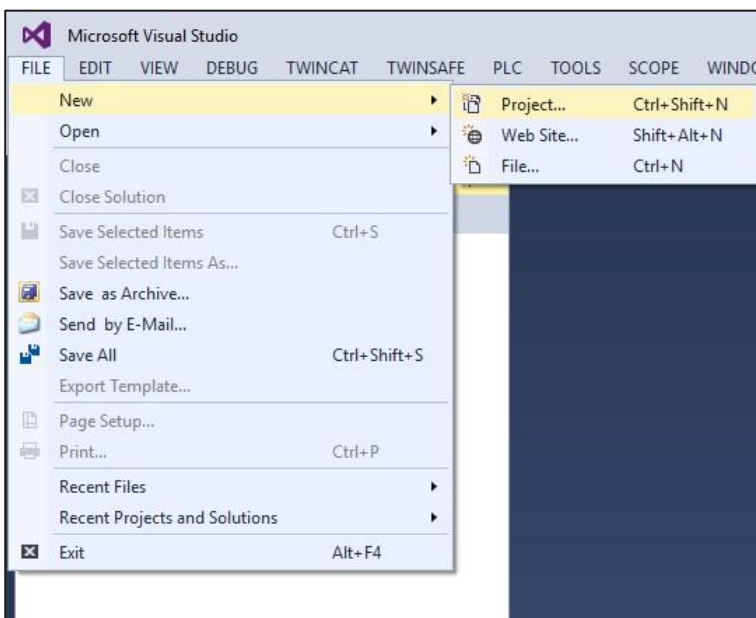 Microsoft Visual Studio
FILE EDIT VIEW DEBUG TWINCAT TWINSAFE PLC TOOLS SCOPE WINDO
New
Project... Ctrl+Shift+N
Open
Web Site... Shift+Alt+N
Close
File... Ctrl+N
Close Solution
Save Selected Items Ctrl+S
Save Selected Items As...
Save as Archive...
Send by E-Mail...
Save All Ctrl+Shift+S
Export Template...
Page Setup...
Print... Ctrl+P
Recent Files
Recent Projects and Solutions
Exit Alt+F4